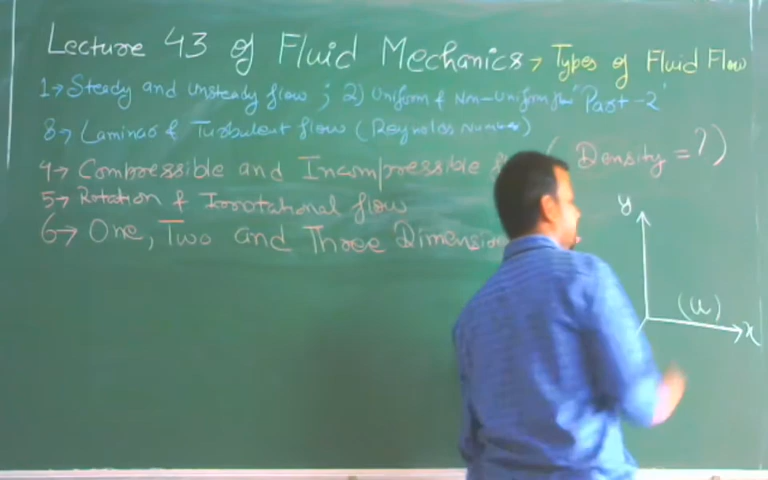 Lecture 43 of Fluid Mechanics → Types of Fluid Flow
1→ Steady and unsteady flow ; 2) Uniform & Non-Uniform flow "Part-2"
3→ Laminar & Turbulent flow (Reynolds Number)
4→ Compressible and Incompressible ( Density = ?)
5→ Rotation & Irrotational flow
6→ One, Two and Three Dimension
y
(u)
x